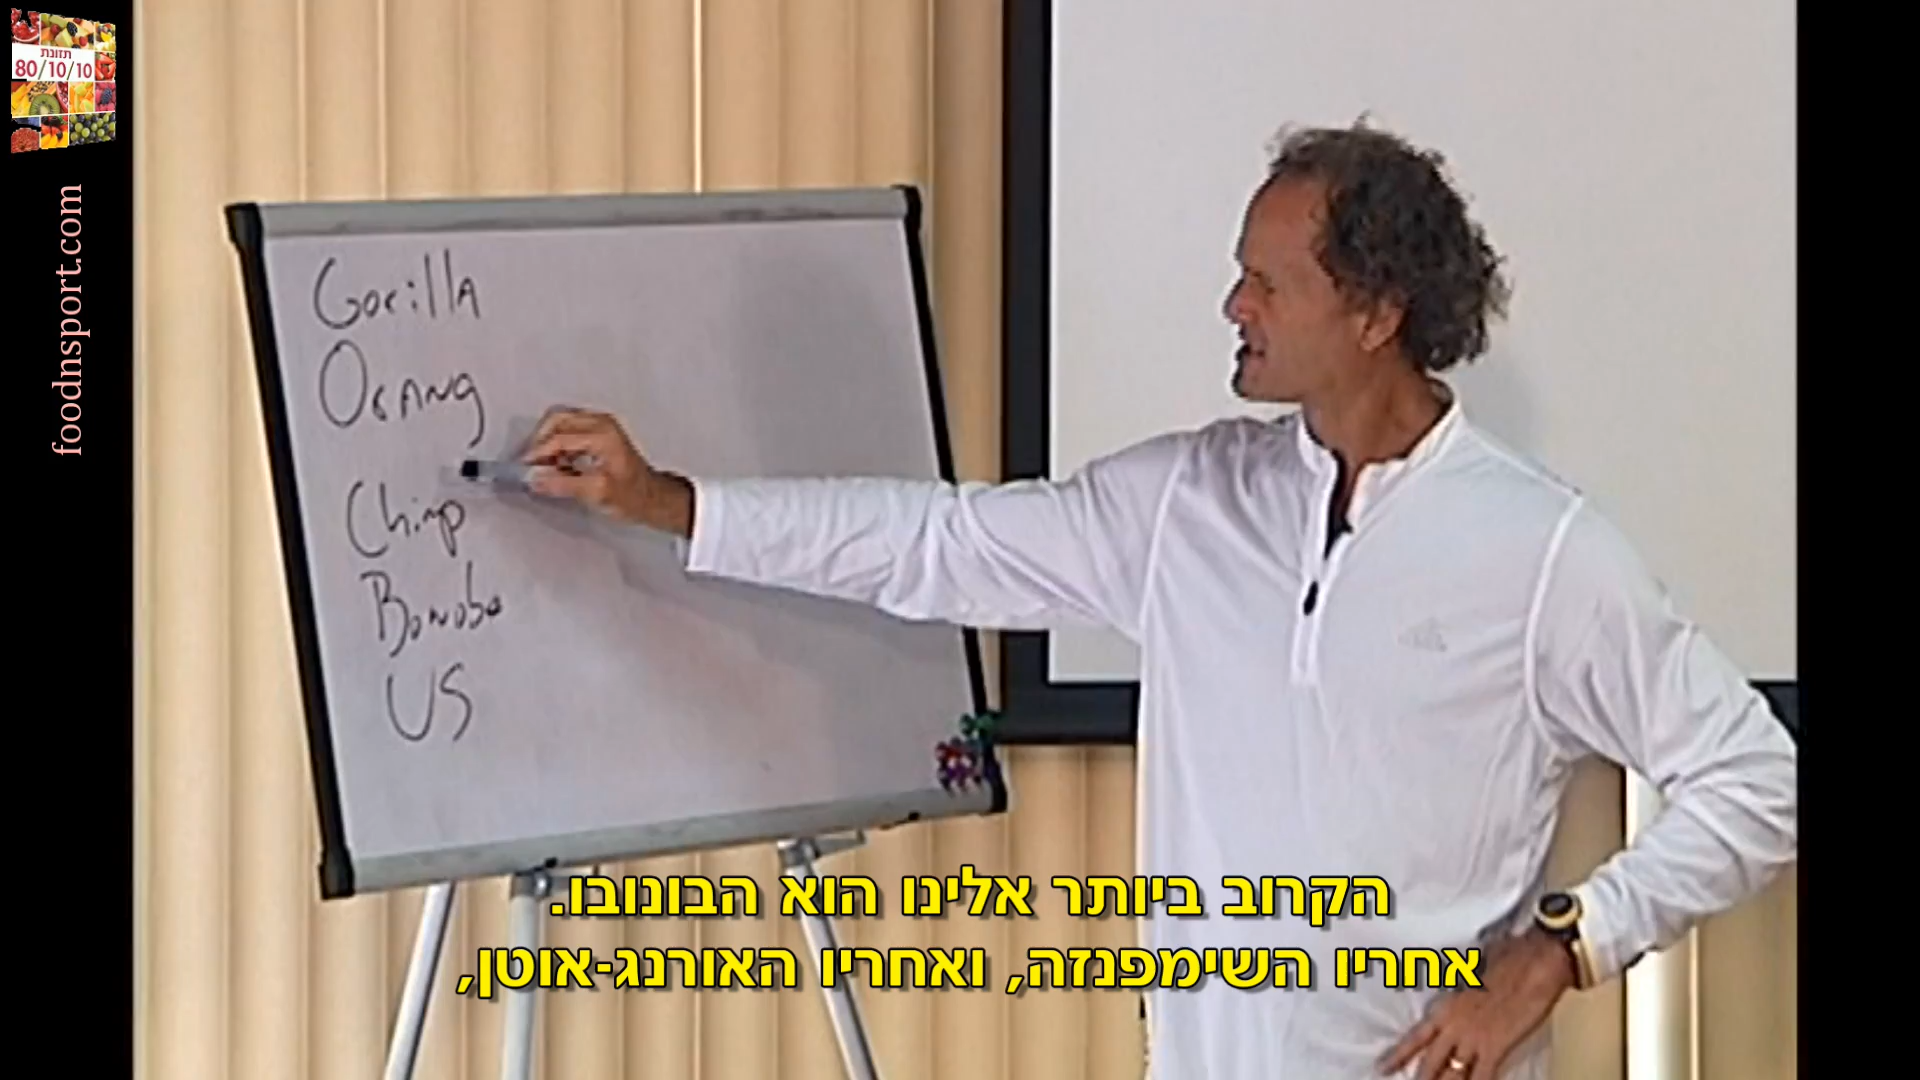 תזונת
80/10/10
foodnsport.com
Gorilla
Orang
Chimp
Bonobo
US
הקרוב ביותר אלינו הוא הבונובו.
אחריו השימפנזה, ואחריו האורנג-אוטן,